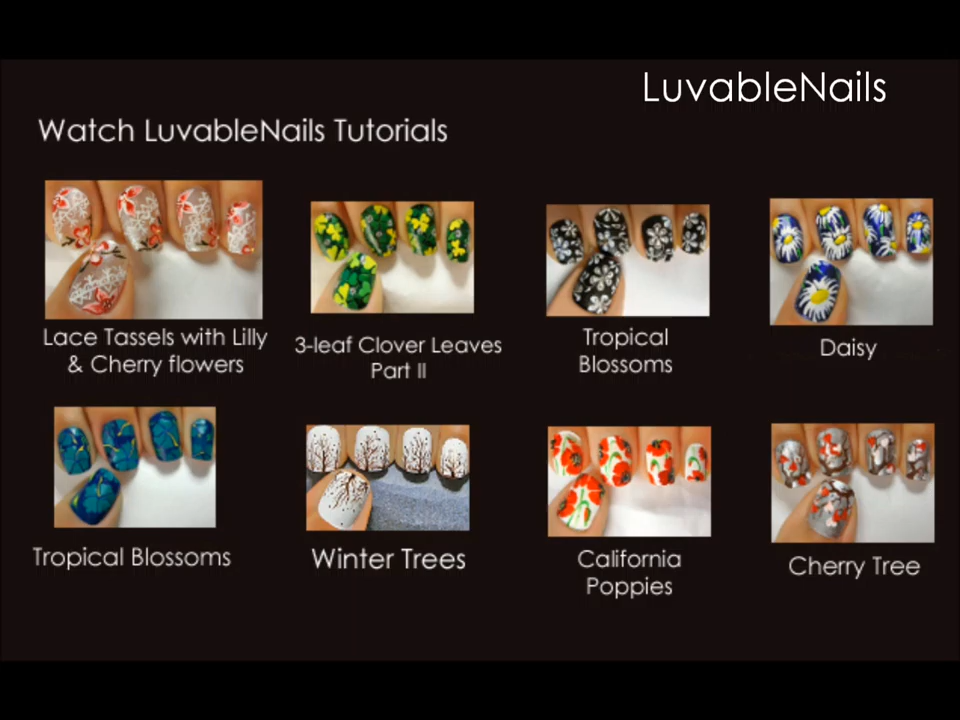 LuvableNails
Watch LuvableNails Tutorials
Lace Tassels with Lilly
& Cherry flowers
3-leaf Clover Leaves
Part II
Tropical
Blossoms
Daisy
Tropical Blossoms
Winter Trees
California
Poppies
Cherry Tree